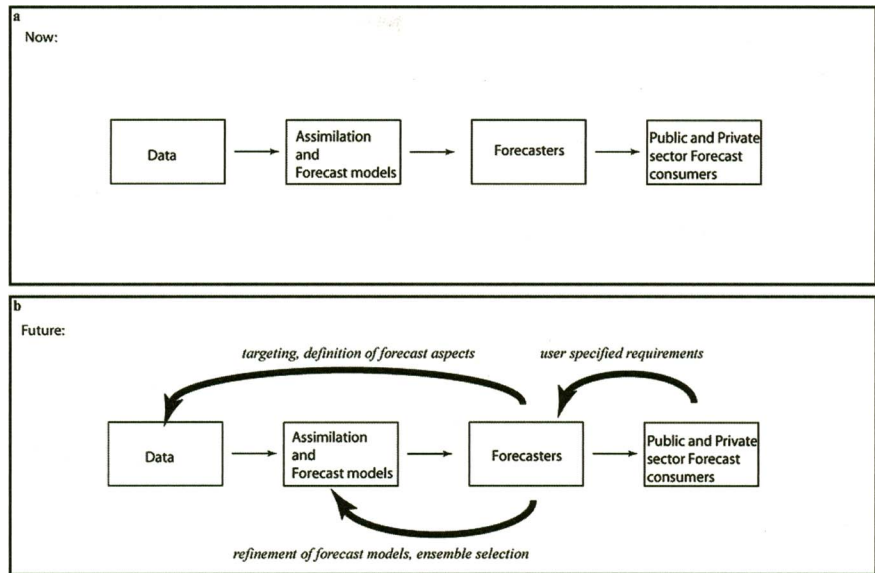 a
Now:
Data
Assimilation
and
Forecast models
Forecasters
Public and Private
sector Forecast
consumers
b
Future:
targeting, definition of forecast aspects
user specified requirements
Data
Assimilation
and
Forecast models
Forecasters
Public and Private
sector Forecast
consumers
refinement of forecast models, ensemble selection